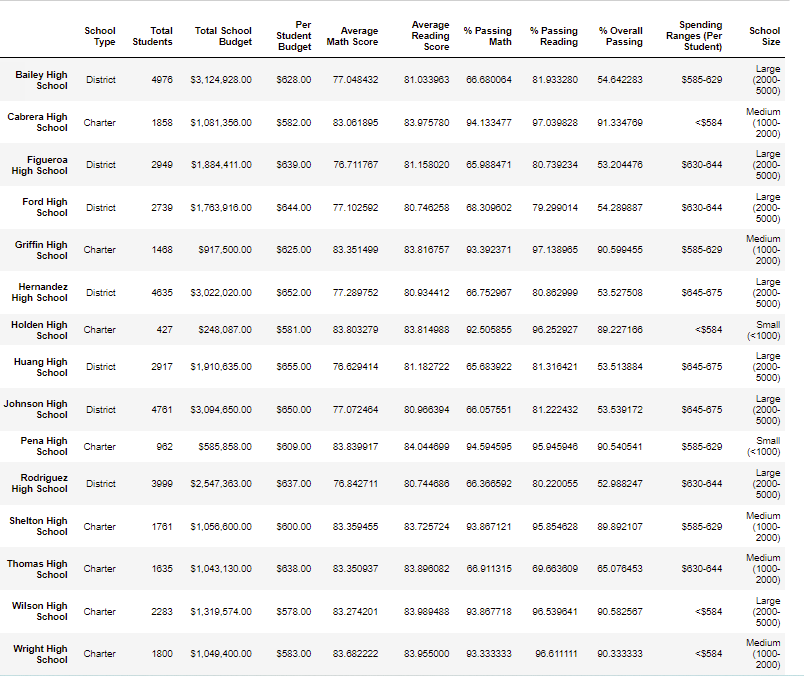 School Type Total Students Total School Budget Per Student Budget Average Math Score Average Reading Score % Passing Math % Passing Reading % Overall Passing Spending Ranges (Per Student) School Size
Bailey High School District 4976 $3,124,928.00 $628.00 77.048432 81.033963 66.680064 81.933280 54.642283 $585-629 Large (2000-5000)
Cabrera High School Charter 1858 $1,081,356.00 $582.00 83.061895 83.975780 94.133477 97.039828 91.334769 <$584 Medium (1000-2000)
Figueroa High School District 2949 $1,884,411.00 $639.00 76.711767 81.158020 65.988471 80.739234 53.204476 $630-644 Large (2000-5000)
Ford High School District 2739 $1,763,916.00 $644.00 77.102592 80.746258 68.309602 79.299014 54.289887 $630-644 Large (2000-5000)
Griffin High School Charter 1468 $917,500.00 $625.00 83.351499 83.816757 93.392371 97.138965 90.599455 $585-629 Medium (1000-2000)
Hernandez High School District 4635 $3,022,020.00 $652.00 77.289752 80.934412 66.752967 80.862999 53.527508 $645-675 Large (2000-5000)
Holden High School Charter 427 $248,087.00 $581.00 83.803279 83.814988 92.505855 96.252927 89.227166 <$584 Small (<1000)
Huang High School District 2917 $1,910,635.00 $655.00 76.629414 81.182722 65.683922 81.316421 53.513884 $645-675 Large (2000-5000)
Johnson High School District 4761 $3,094,650.00 $650.00 77.072464 80.966394 66.057551 81.222432 53.539172 $645-675 Large (2000-5000)
Pena High School Charter 962 $585,858.00 $609.00 83.839917 84.044699 94.594595 95.945946 90.540541 $585-629 Small (<1000)
Rodriguez High School District 3999 $2,547,363.00 $637.00 76.842711 80.744686 66.366592 80.220055 52.988247 $630-644 Large (2000-5000)
Shelton High School Charter 1761 $1,056,600.00 $600.00 83.359455 83.725724 93.867121 95.854628 89.892107 $585-629 Medium (1000-2000)
Thomas High School Charter 1635 $1,043,130.00 $638.00 83.350937 83.896082 66.911315 69.663609 65.076453 $630-644 Medium (1000-2000)
Wilson High School Charter 2283 $1,319,574.00 $578.00 83.274201 83.989488 93.867718 96.539641 90.582567 <$584 Large (2000-5000)
Wright High School Charter 1800 $1,049,400.00 $583.00 83.682222 83.955000 93.333333 96.611111 90.333333 <$584 Medium (1000-2000)